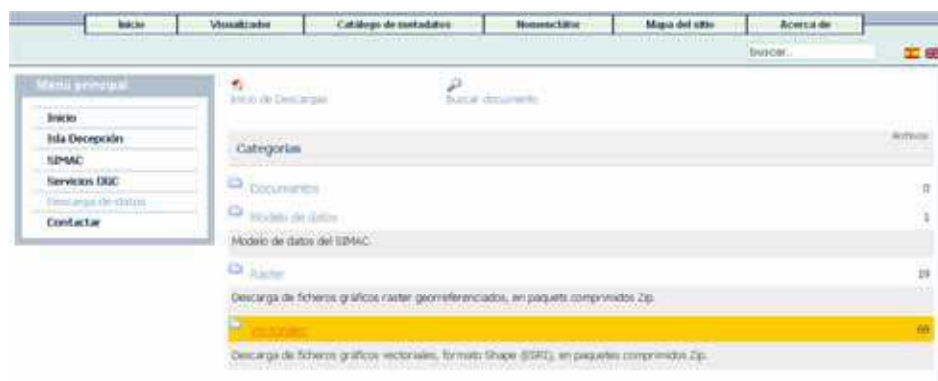 Inicio Visualizador Catálogo de metadatos Nomenclátor Mapa del sitio Acerca de
buscar...
Menú principal
Inicio
Isla Decepción
SIMAC
Servicios OGC
Descarga de datos
Contactar
Inicio de Descargas Buscar documento
Categorías Archivos
Documentos 0
Modelo de datos 1
Modelo de datos del SIMAC.
Raster 19
Descarga de ficheros gráficos raster georreferenciados, en paquets comprimidos Zip.
Vectoriales
Descarga de ficheros gráficos vectoriales, formato Shape (ESRI), en paquetes comprimidos Zip.